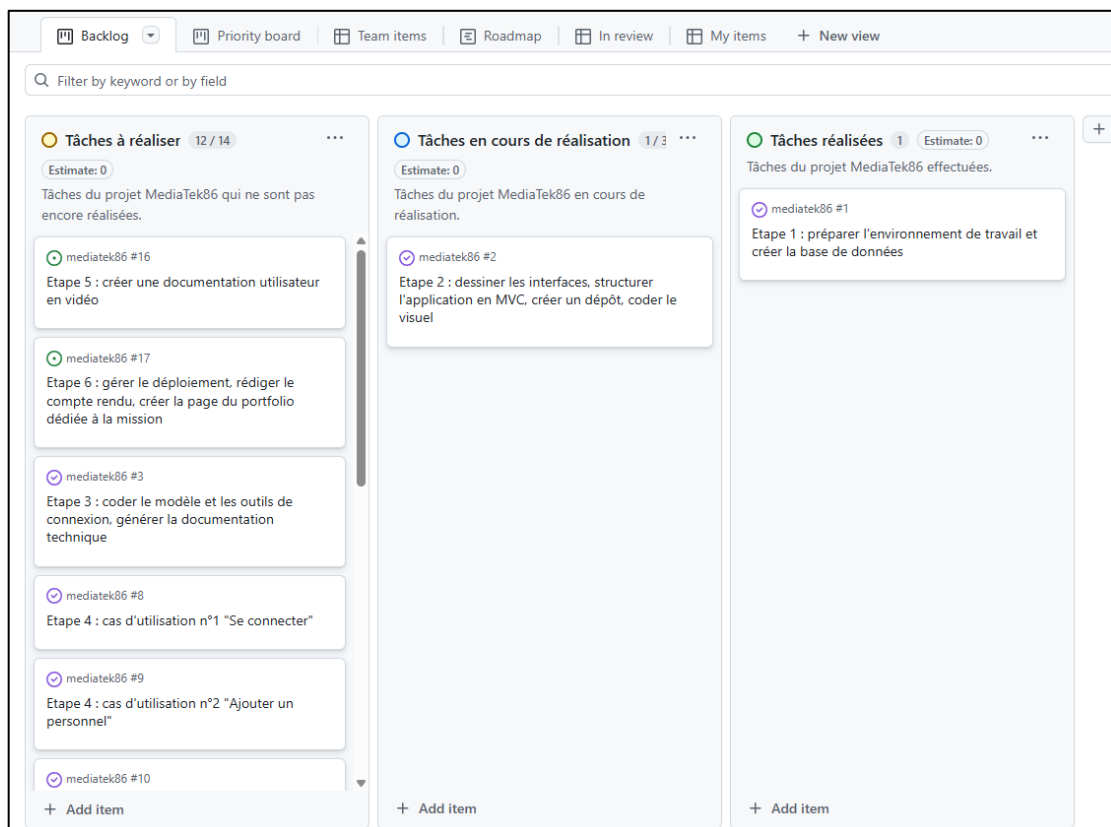 Backlog
Priority board
Team items
Roadmap
In review
My items
+ New view
Filter by keyword or by field
Tâches à réaliser 12 / 14 ...
Estimate: 0
Tâches du projet MediaTek86 qui ne sont pas
encore réalisées.
mediatek86 #16
Etape 5 : créer une documentation utilisateur
en vidéo
mediatek86 #17
Etape 6 : gérer le déploiement, rédiger le
compte rendu, créer la page du portfolio
dédiée à la mission
mediatek86 #3
Etape 3 : coder le modèle et les outils de
connexion, générer la documentation
technique
mediatek86 #8
Etape 4 : cas d'utilisation n°1 "Se connecter"
mediatek86 #9
Etape 4 : cas d'utilisation n°2 "Ajouter un
personnel"
mediatek86 #10
+ Add item
Tâches en cours de réalisation 1 / 3 ...
Estimate: 0
Tâches du projet MediaTek86 en cours de
réalisation.
mediatek86 #2
Etape 2 : dessiner les interfaces, structurer
l'application en MVC, créer un dépôt, coder le
visuel
+ Add item
Tâches réalisées 1 Estimate: 0 ...
Tâches du projet MediaTek86 effectuées.
mediatek86 #1
Etape 1 : préparer l'environnement de travail et
créer la base de données
+ Add item
+